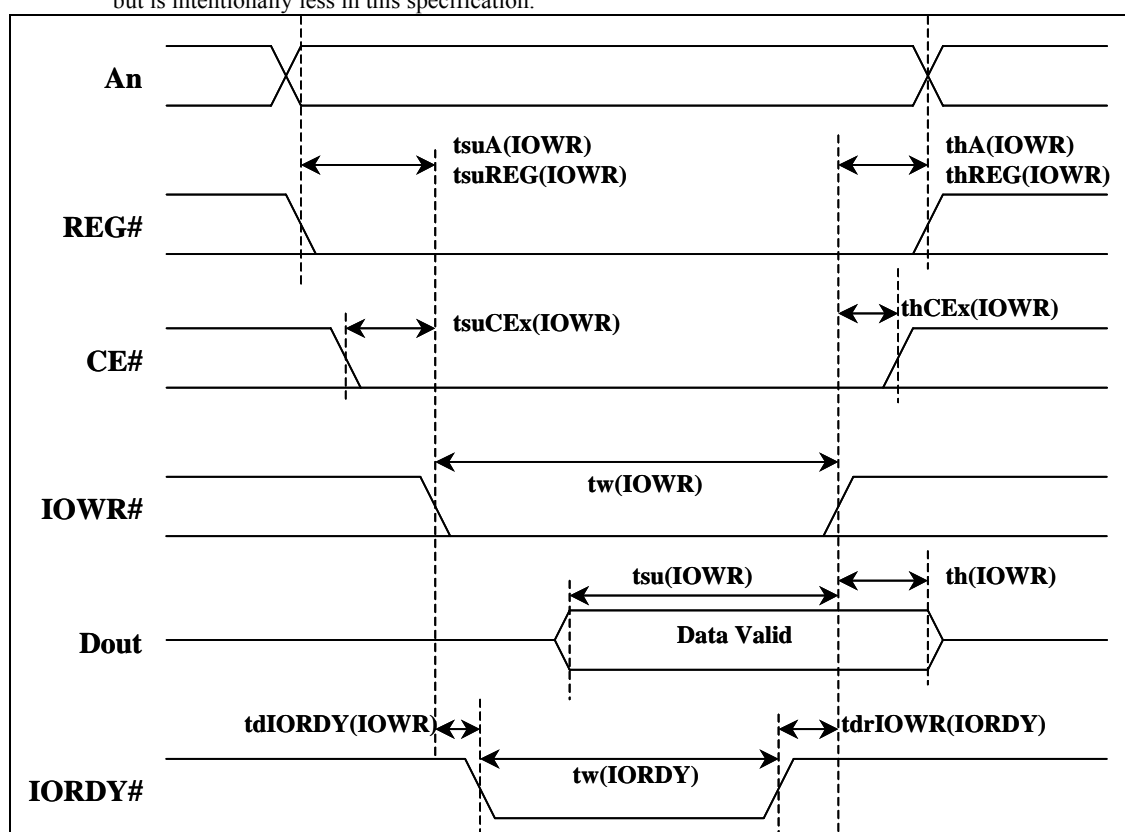 but is intentionally less in this specification.
An
tsuA(IOWR)
tsuREG(IOWR)
thA(IOWR)
thREG(IOWR)
REG#
tsuCEx(IOWR)
thCEx(IOWR)
CE#
tw(IOWR)
IOWR#
tsu(IOWR)
th(IOWR)
Dout
Data Valid
tdIORDY(IOWR)
tdrIOWR(IORDY)
tw(IORDY)
IORDY#